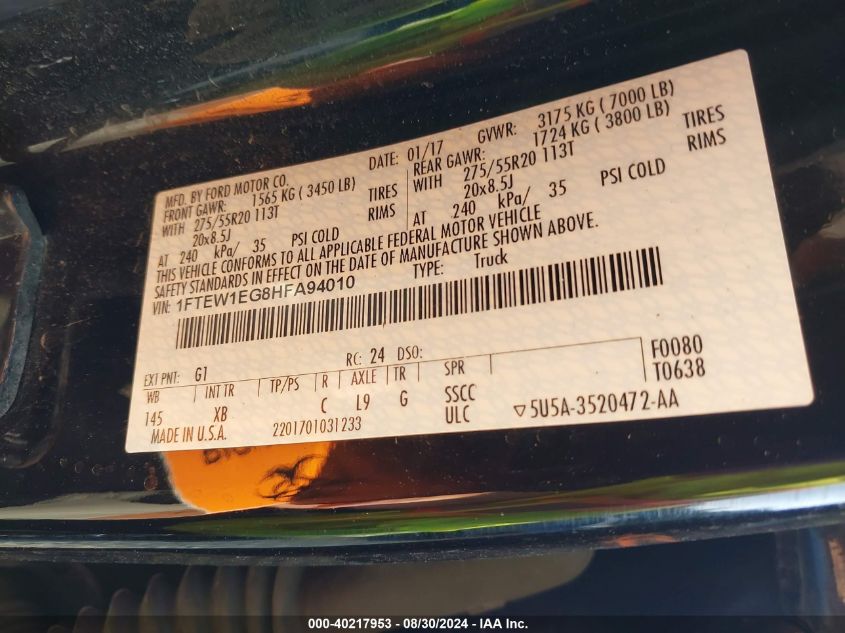 MFD. BY FORD MOTOR CO.
DATE: 01/17 GVWR: 3175 KG ( 7000 LB)
FRONT GAWR: 1565 KG ( 3450 LB) REAR GAWR: 1724 KG ( 3800 LB)
WITH 275/55R20 113T TIRES WITH 275/55R20 113T TIRES
20x8.5J RIMS 20x8.5J RIMS
AT 240 kPa/ 35 PSI COLD AT 240 kPa/ 35 PSI COLD
THIS VEHICLE CONFORMS TO ALL APPLICABLE FEDERAL MOTOR VEHICLE
SAFETY STANDARDS IN EFFECT ON THE DATE OF MANUFACTURE SHOWN ABOVE.
VIN: 1FTEW1EG8HFA94010 TYPE: Truck
EXT PNT: G1 RC: 24 DSO: F0080
WB INT TR TP/PS R AXLE TR SPR T0638
145 XB C L9 G SSCC
ULC ▽5U5A-3520472-AA
MADE IN U.S.A. 2201701031233
000-40217953 - 08/30/2024 - IAA Inc.